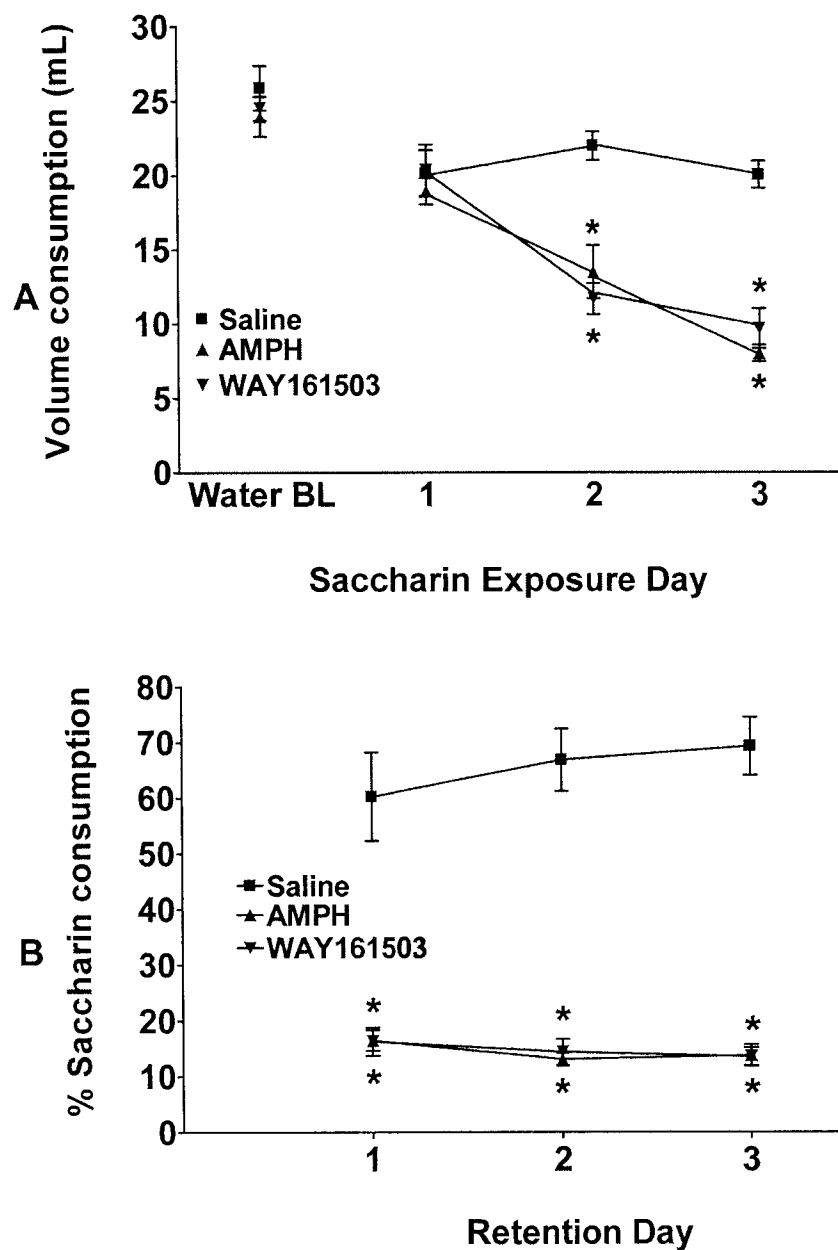 30
25
20
15
10
5
0
Volume consumption (mL)
A
Saline
AMPH
WAY161503
*
*
*
*
Water BL 1 2 3
Saccharin Exposure Day
80
70
60
50
40
30
20
10
0
% Saccharin consumption
B
Saline
AMPH
WAY161503
* * *
* * *
1 2 3
Retention Day